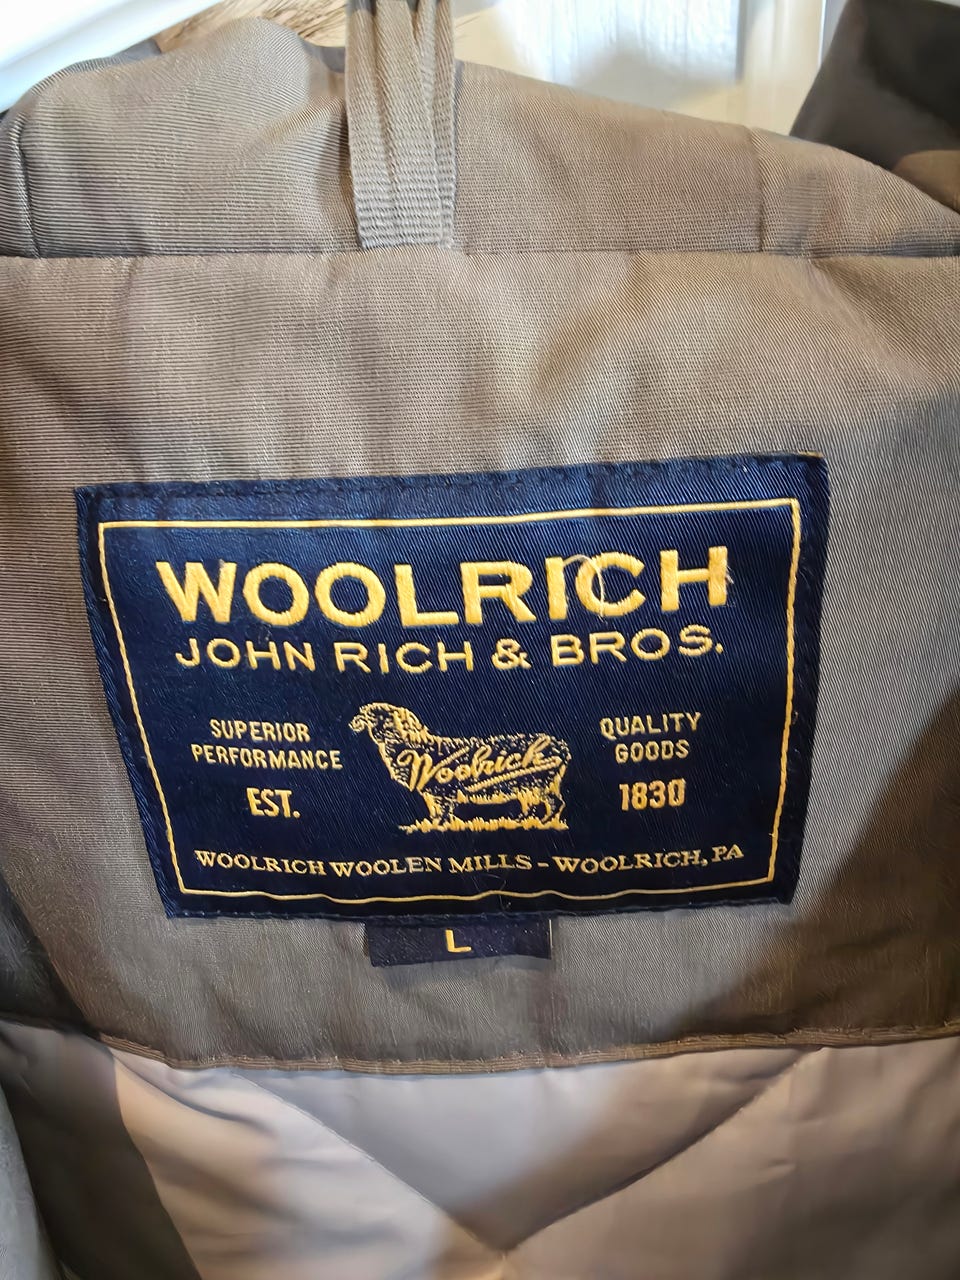 WOOLRICH
JOHN RICH & BROS.
SUPERIOR
PERFORMANCE
EST.
Woolrich
QUALITY
GOODS
1830
WOOLRICH WOOLEN MILLS - WOOLRICH, PA
L